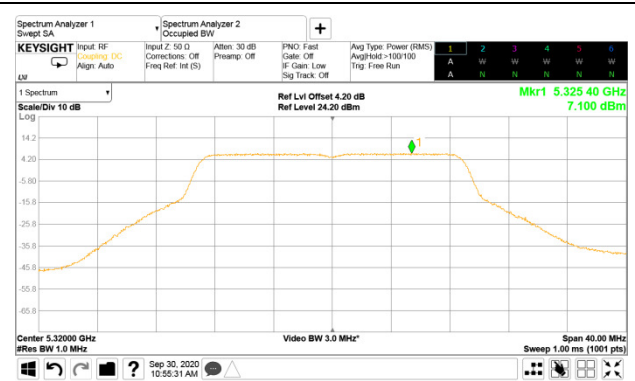 Spectrum Analyzer 1
Swept SA
Spectrum Analyzer 2
Occupied BW
+
KEYSIGHT
Input: RF
Coupling: DC
Align: Auto
Input Z: 50 Ω
Corrections: Off
Freq Ref: Int (S)
Atten: 30 dB
Preamp: Off
PNO: Fast
Gate: Off
IF Gain: Low
Sig Track: Off
Avg Type: Power (RMS)
Avg|Hold:>100/100
Trig: Free Run
1 2 3 4 5 6
A W W W W W
A N N N N N
LXI
1 Spectrum
Scale/Div 10 dB
Ref Lvl Offset 4.20 dB
Ref Level 24.20 dBm
Mkr1 5.325 40 GHz
7.100 dBm
Log
14.2
4.20
-5.80
-15.8
-25.8
-35.8
-45.8
-55.8
-65.8
1
Center 5.32000 GHz
#Res BW 1.0 MHz
Video BW 3.0 MHz*
Span 40.00 MHz
Sweep 1.00 ms (1001 pts)
?
Sep 30, 2020
10:55:31 AM